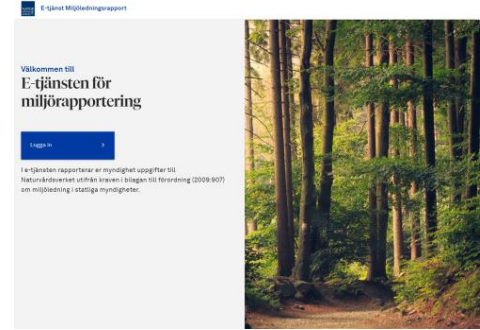 E-tjänst Miljöledningsrapport
Välkommen till
E-tjänsten för
miljörapportering
Logga in
I e-tjänsten rapporterar er myndighet uppgifter till
Naturvårdsverket utifrån kraven i bilagan till förordning (2009:907)
om miljöledning i statliga myndigheter.